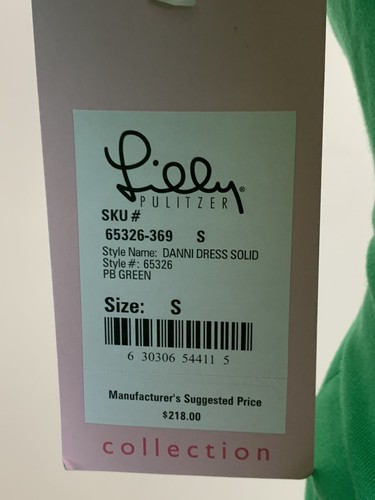 Lilly®
PULITZER
SKU #
65326-369 S
Style Name: DANNI DRESS SOLID
Style #: 65326
PB GREEN
Size: S
6 30306 54411 5
Manufacturer's Suggested Price
$218.00
collection